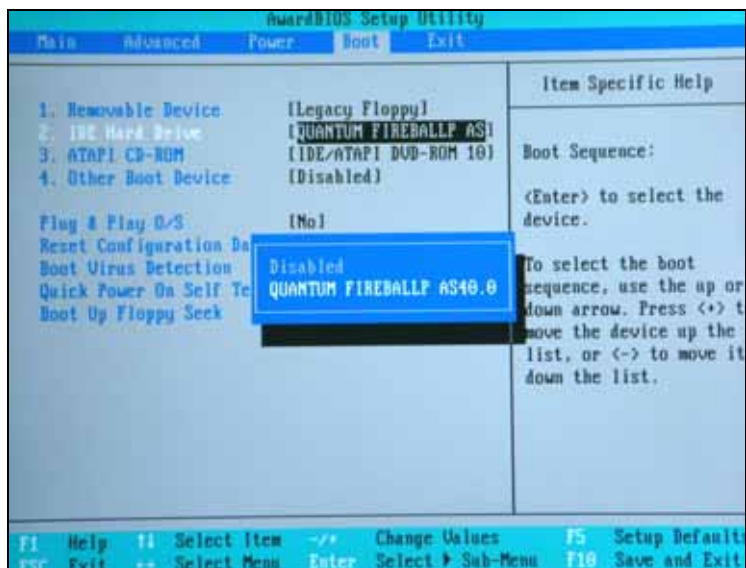 AwardBIOS Setup Utility
Main Advanced Power Boot Exit
Item Specific Help
1. Removable Device [Legacy Floppy]
2. IDE Hard Drive [QUANTUM FIREBALLP AS]
3. ATAPI CD-ROM [IDE/ATAPI DVD-ROM 10]
4. Other Boot Device [Disabled]
Plug & Play O/S [No]
Reset Configuration Da
Boot Virus Detection
Quick Power On Self Te
Boot Up Floppy Seek
Disabled
QUANTUM FIREBALLP AS40.0
Boot Sequence:
<Enter> to select the
device.
To select the boot
sequence, use the up or
down arrow. Press <+> t
move the device up the
list, or <-> to move it
down the list.
F1 Help ↑↓ Select Item -/+ Change Values F5 Setup Defaults
ESC Exit ↔ Select Menu Enter Select ▶ Sub-Menu F10 Save and Exit